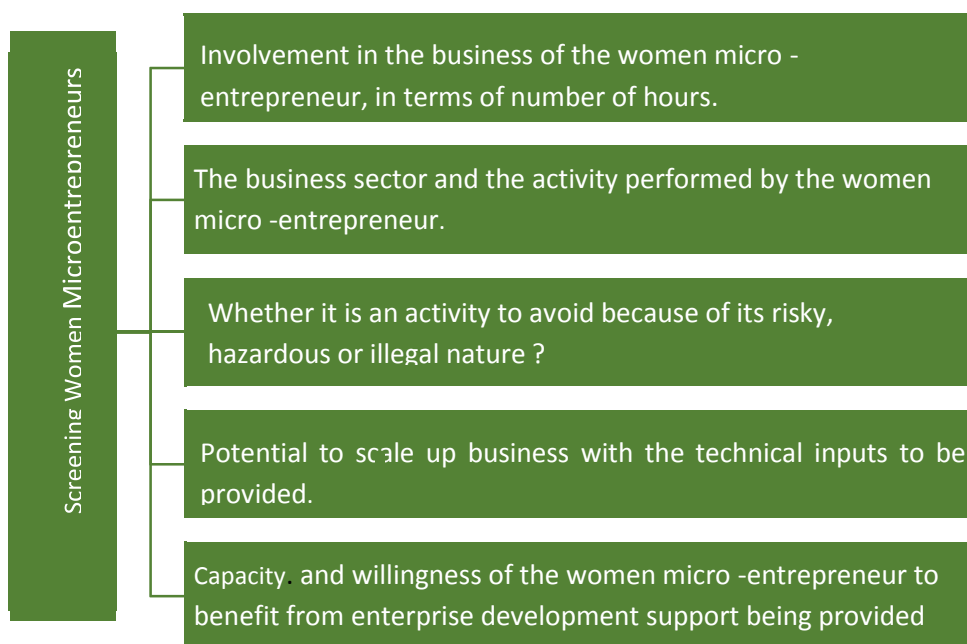 Screening Women Microentrepreneurs
Involvement in the business of the women micro -
entrepreneur, in terms of number of hours.
The business sector and the activity performed by the women
micro -entrepreneur.
Whether it is an activity to avoid because of its risky,
hazardous or illegal nature ?
Potential to scale up business with the technical inputs to be
provided.
Capacity. and willingness of the women micro -entrepreneur to
benefit from enterprise development support being provided